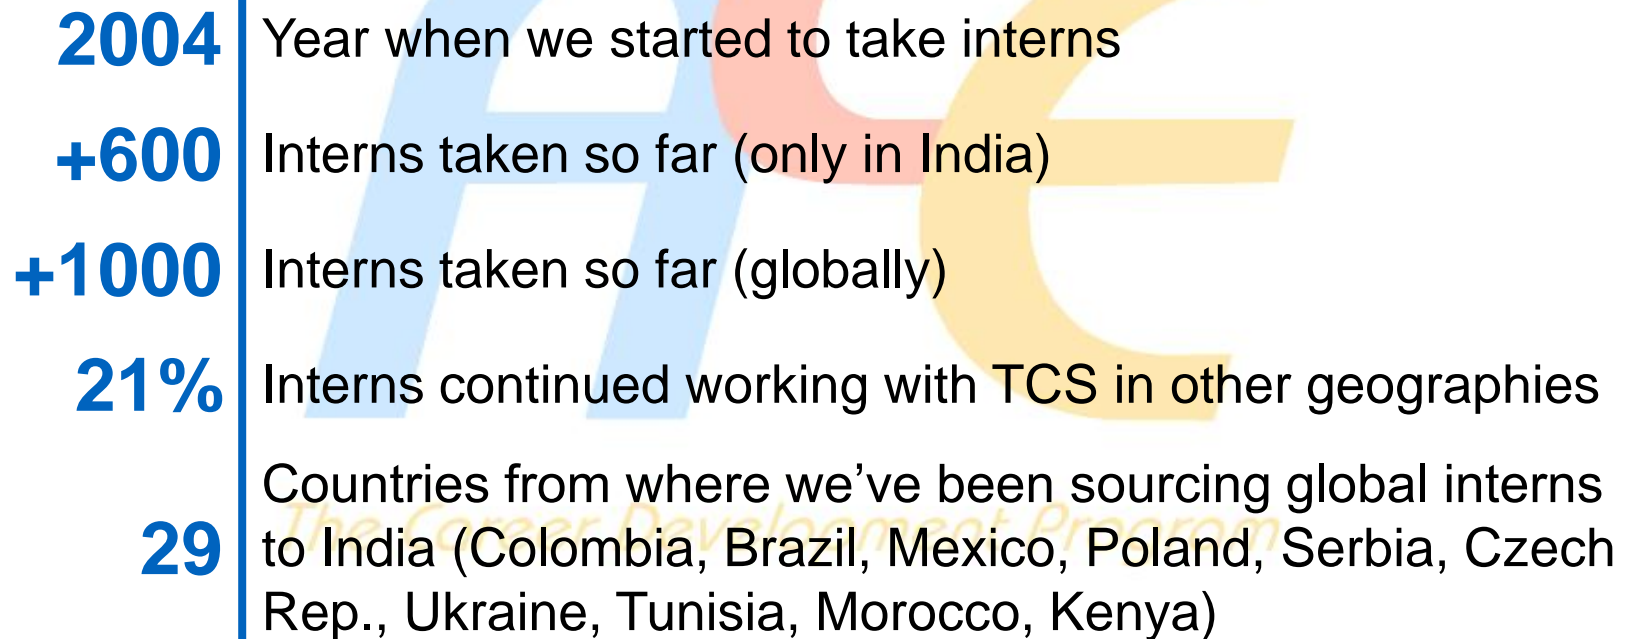 2004 Year when we started to take interns
+600 Interns taken so far (only in India)
+1000 Interns taken so far (globally)
21% Interns continued working with TCS in other geographies
Countries from where we’ve been sourcing global interns
29 to India (Colombia, Brazil, Mexico, Poland, Serbia, Czech
Rep., Ukraine, Tunisia, Morocco, Kenya)
ACE
The Career Development Program